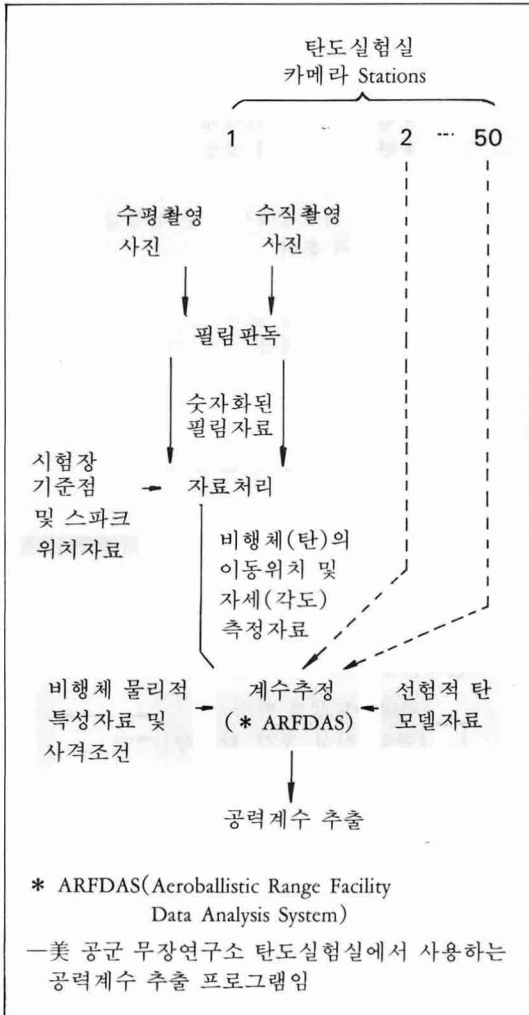 탄도실험실
카메라 Stations
1 - 2 --- 50
수평촬영 수직촬영
사진 사진
필림판독
숫자화된
필림자료
시험장
기준점
및 스파크
위치자료
자료처리
비행체(탄)의
이동위치 및
자세(각도)
측정자료
비행체 물리적
특성자료 및
사격조건
계수추정
(* ARFDAS)
선험적 탄
모델자료
공력계수 추출
* ARFDAS(Aeroballistic Range Facility
Data Analysis System)
—美 공군 무장연구소 탄도실험실에서 사용하는
공력계수 추출 프로그램임